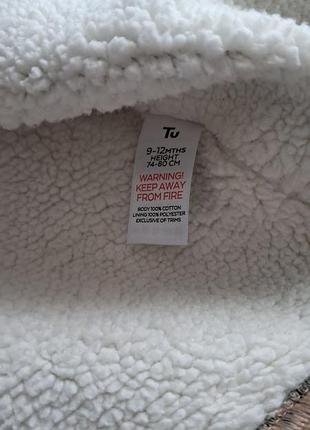 Tu
9-12MTHS
HEIGHT
74-80 CM
WARNING!
KEEP AWAY
FROM FIRE
BODY 100% COTTON
LINING 100% POLYESTER
EXCLUSIVE OF TRIMS